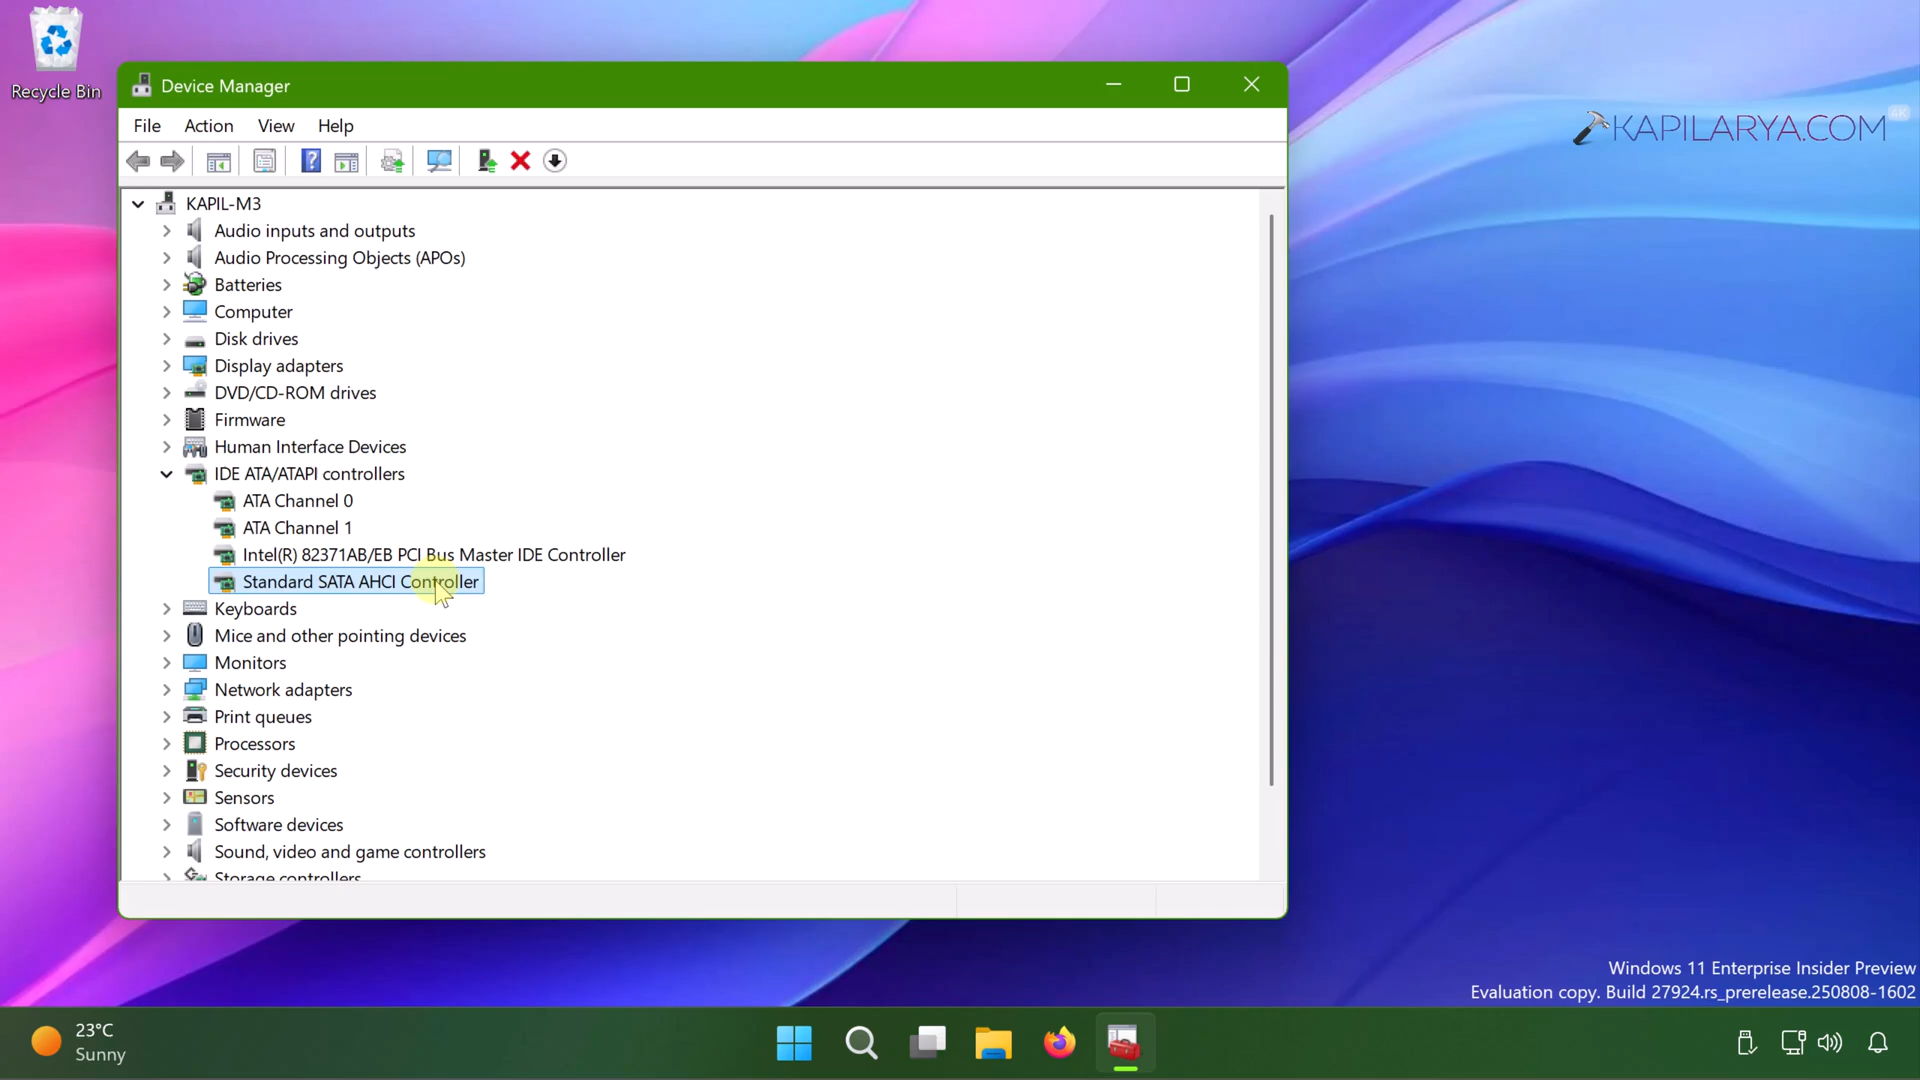 Recycle Bin
Device Manager
File Action View Help
KAPILARYA.COM
4K
KAPIL-M3
Audio inputs and outputs
Audio Processing Objects (APOs)
Batteries
Computer
Disk drives
Display adapters
DVD/CD-ROM drives
Firmware
Human Interface Devices
IDE ATA/ATAPI controllers
ATA Channel 0
ATA Channel 1
Intel(R) 82371AB/EB PCI Bus Master IDE Controller
Standard SATA AHCI Controller
Keyboards
Mice and other pointing devices
Monitors
Network adapters
Print queues
Processors
Security devices
Sensors
Software devices
Sound, video and game controllers
Storage controllers
Windows 11 Enterprise Insider Preview
Evaluation copy. Build 27924.rs_prerelease.250808-1602
23°C
Sunny